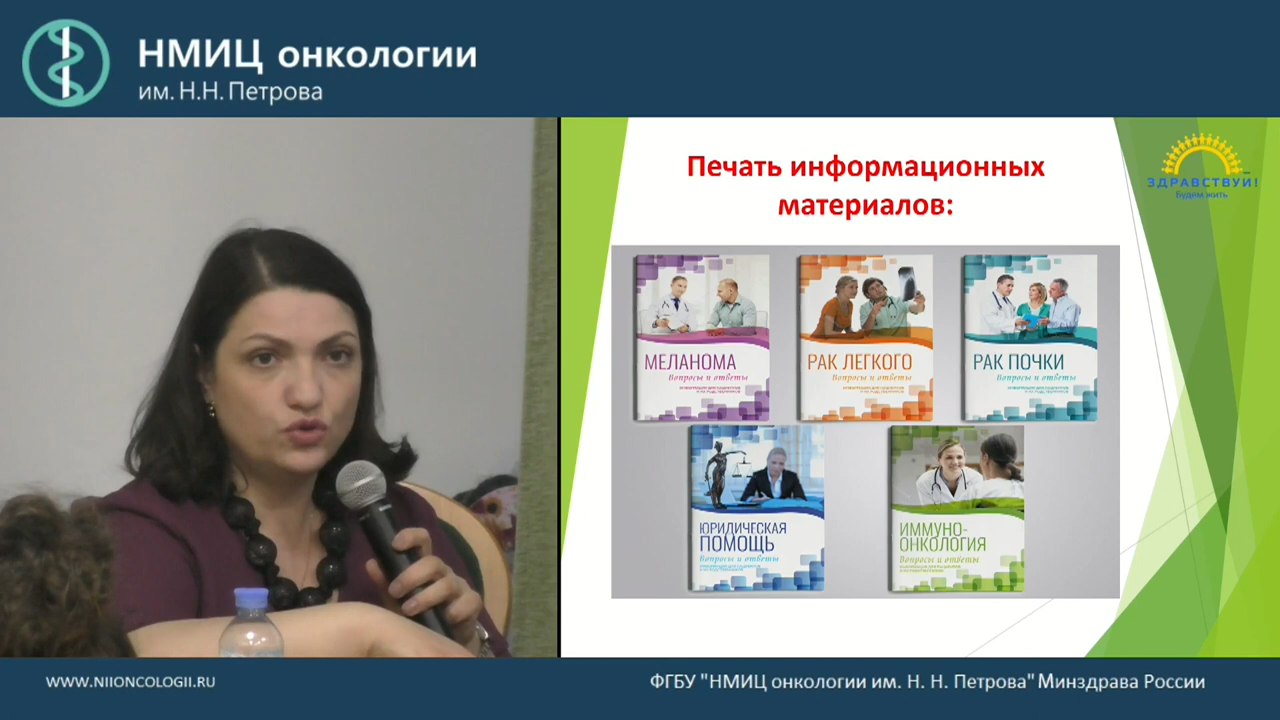 НМИЦ онкологии
им. Н.Н. Петрова
Печать информационных
материалов:
ЗДРАВСТВУЙ!
Будем жить
МЕЛАНОМА
Вопросы и ответы
РАК ЛЕГКОГО
Вопросы и ответы
РАК ПОЧКИ
Вопросы и ответы
ЮРИДИЧЕСКАЯ
ПОМОЩЬ
Вопросы и ответы
ИММУНО-
ОНКОЛОГИЯ
Вопросы и ответы
WWW.NIIONCOLOGII.RU
ФГБУ "НМИЦ онкологии им. Н. Н. Петрова" Минздрава России